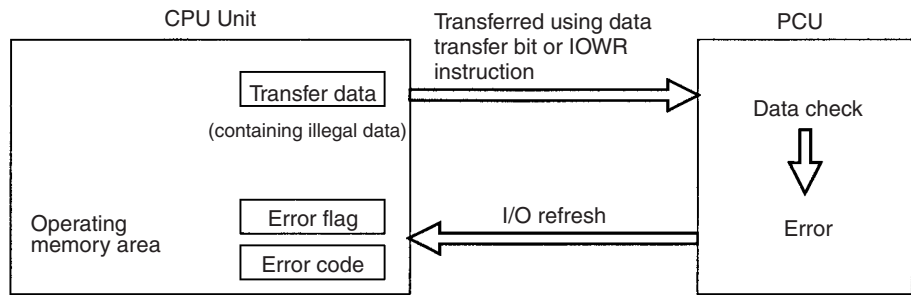 CPU Unit
Transferred using data
transfer bit or IOWR
instruction
PCU
Transfer data
(containing illegal data)
Data check
Operating
memory area
Error flag
Error code
I/O refresh
Error